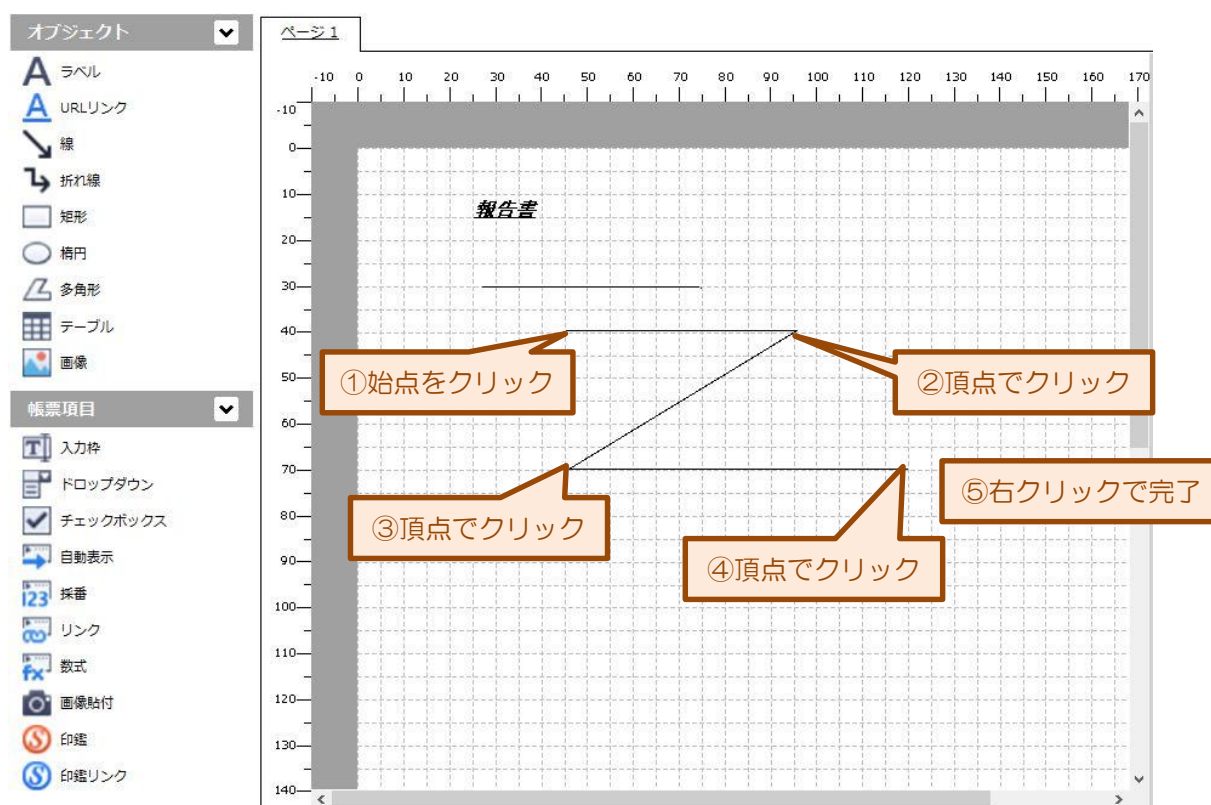 オブジェクト
ラベル
URLリンク
線
折れ線
矩形
楕円
多角形
テーブル
画像
帳票項目
入力枠
ドロップダウン
チェックボックス
自動表示
採番
リンク
数式
画像貼付
印鑑
印鑑リンク
ページ 1
-10 0 10 20 30 40 50 60 70 80 90 100 110 120 130 140 150 160 170
-10
0
10
20
30
40
50
60
70
80
90
100
110
120
130
140
報告書
①始点をクリック
②頂点でクリック
③頂点でクリック
④頂点でクリック
⑤右クリックで完了